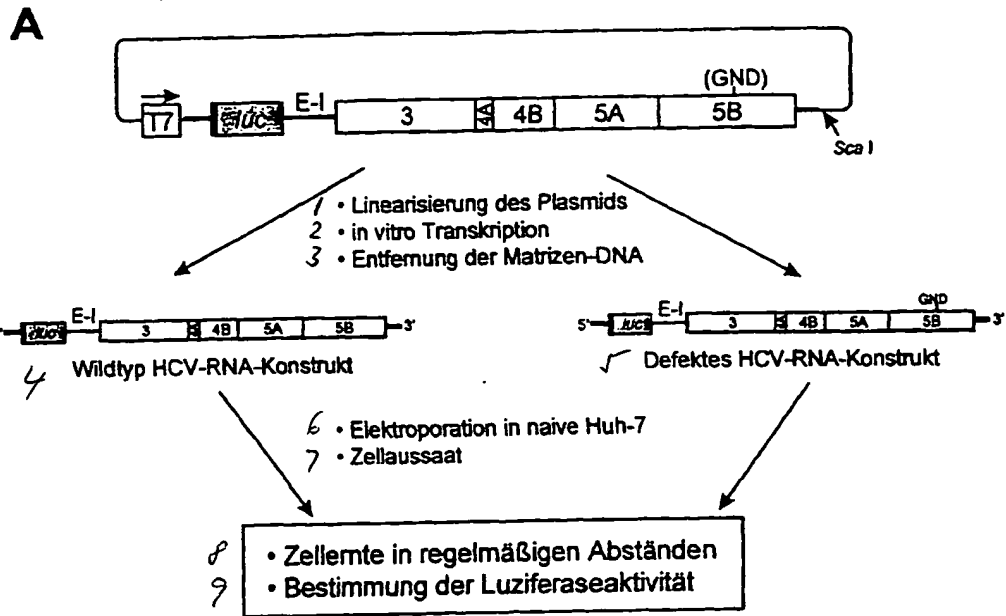 A
(GND)
T7 luc E-I 3 4A 4B 5A 5B
Sca I
1 • Linearisierung des Plasmids
2 • in vitro Transkription
3 • Entfernung der Matrizen-DNA
luc E-I 3 4B 5A 5B 3'
4 Wildtyp HCV-RNA-Konstrukt
GND
5' luc E-I 3 4B 5A 5B 3'
5 Defektes HCV-RNA-Konstrukt
6 • Elektroporation in naive Huh-7
7 • Zellaussaat
8 • Zellernte in regelmäßigen Abständen
9 • Bestimmung der Luziferaseaktivität